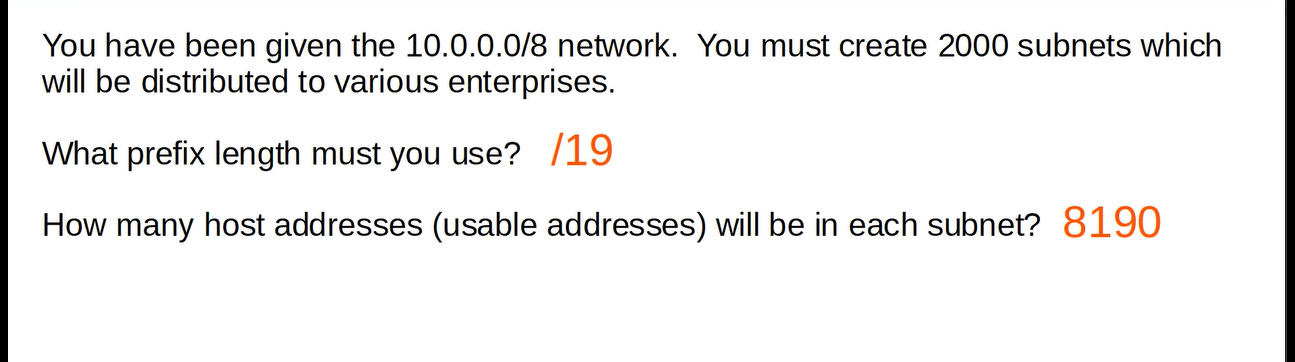 You have been given the 10.0.0.0/8 network.  You must create 2000 subnets which
will be distributed to various enterprises.
What prefix length must you use? /19
How many host addresses (usable addresses) will be in each subnet? 8190